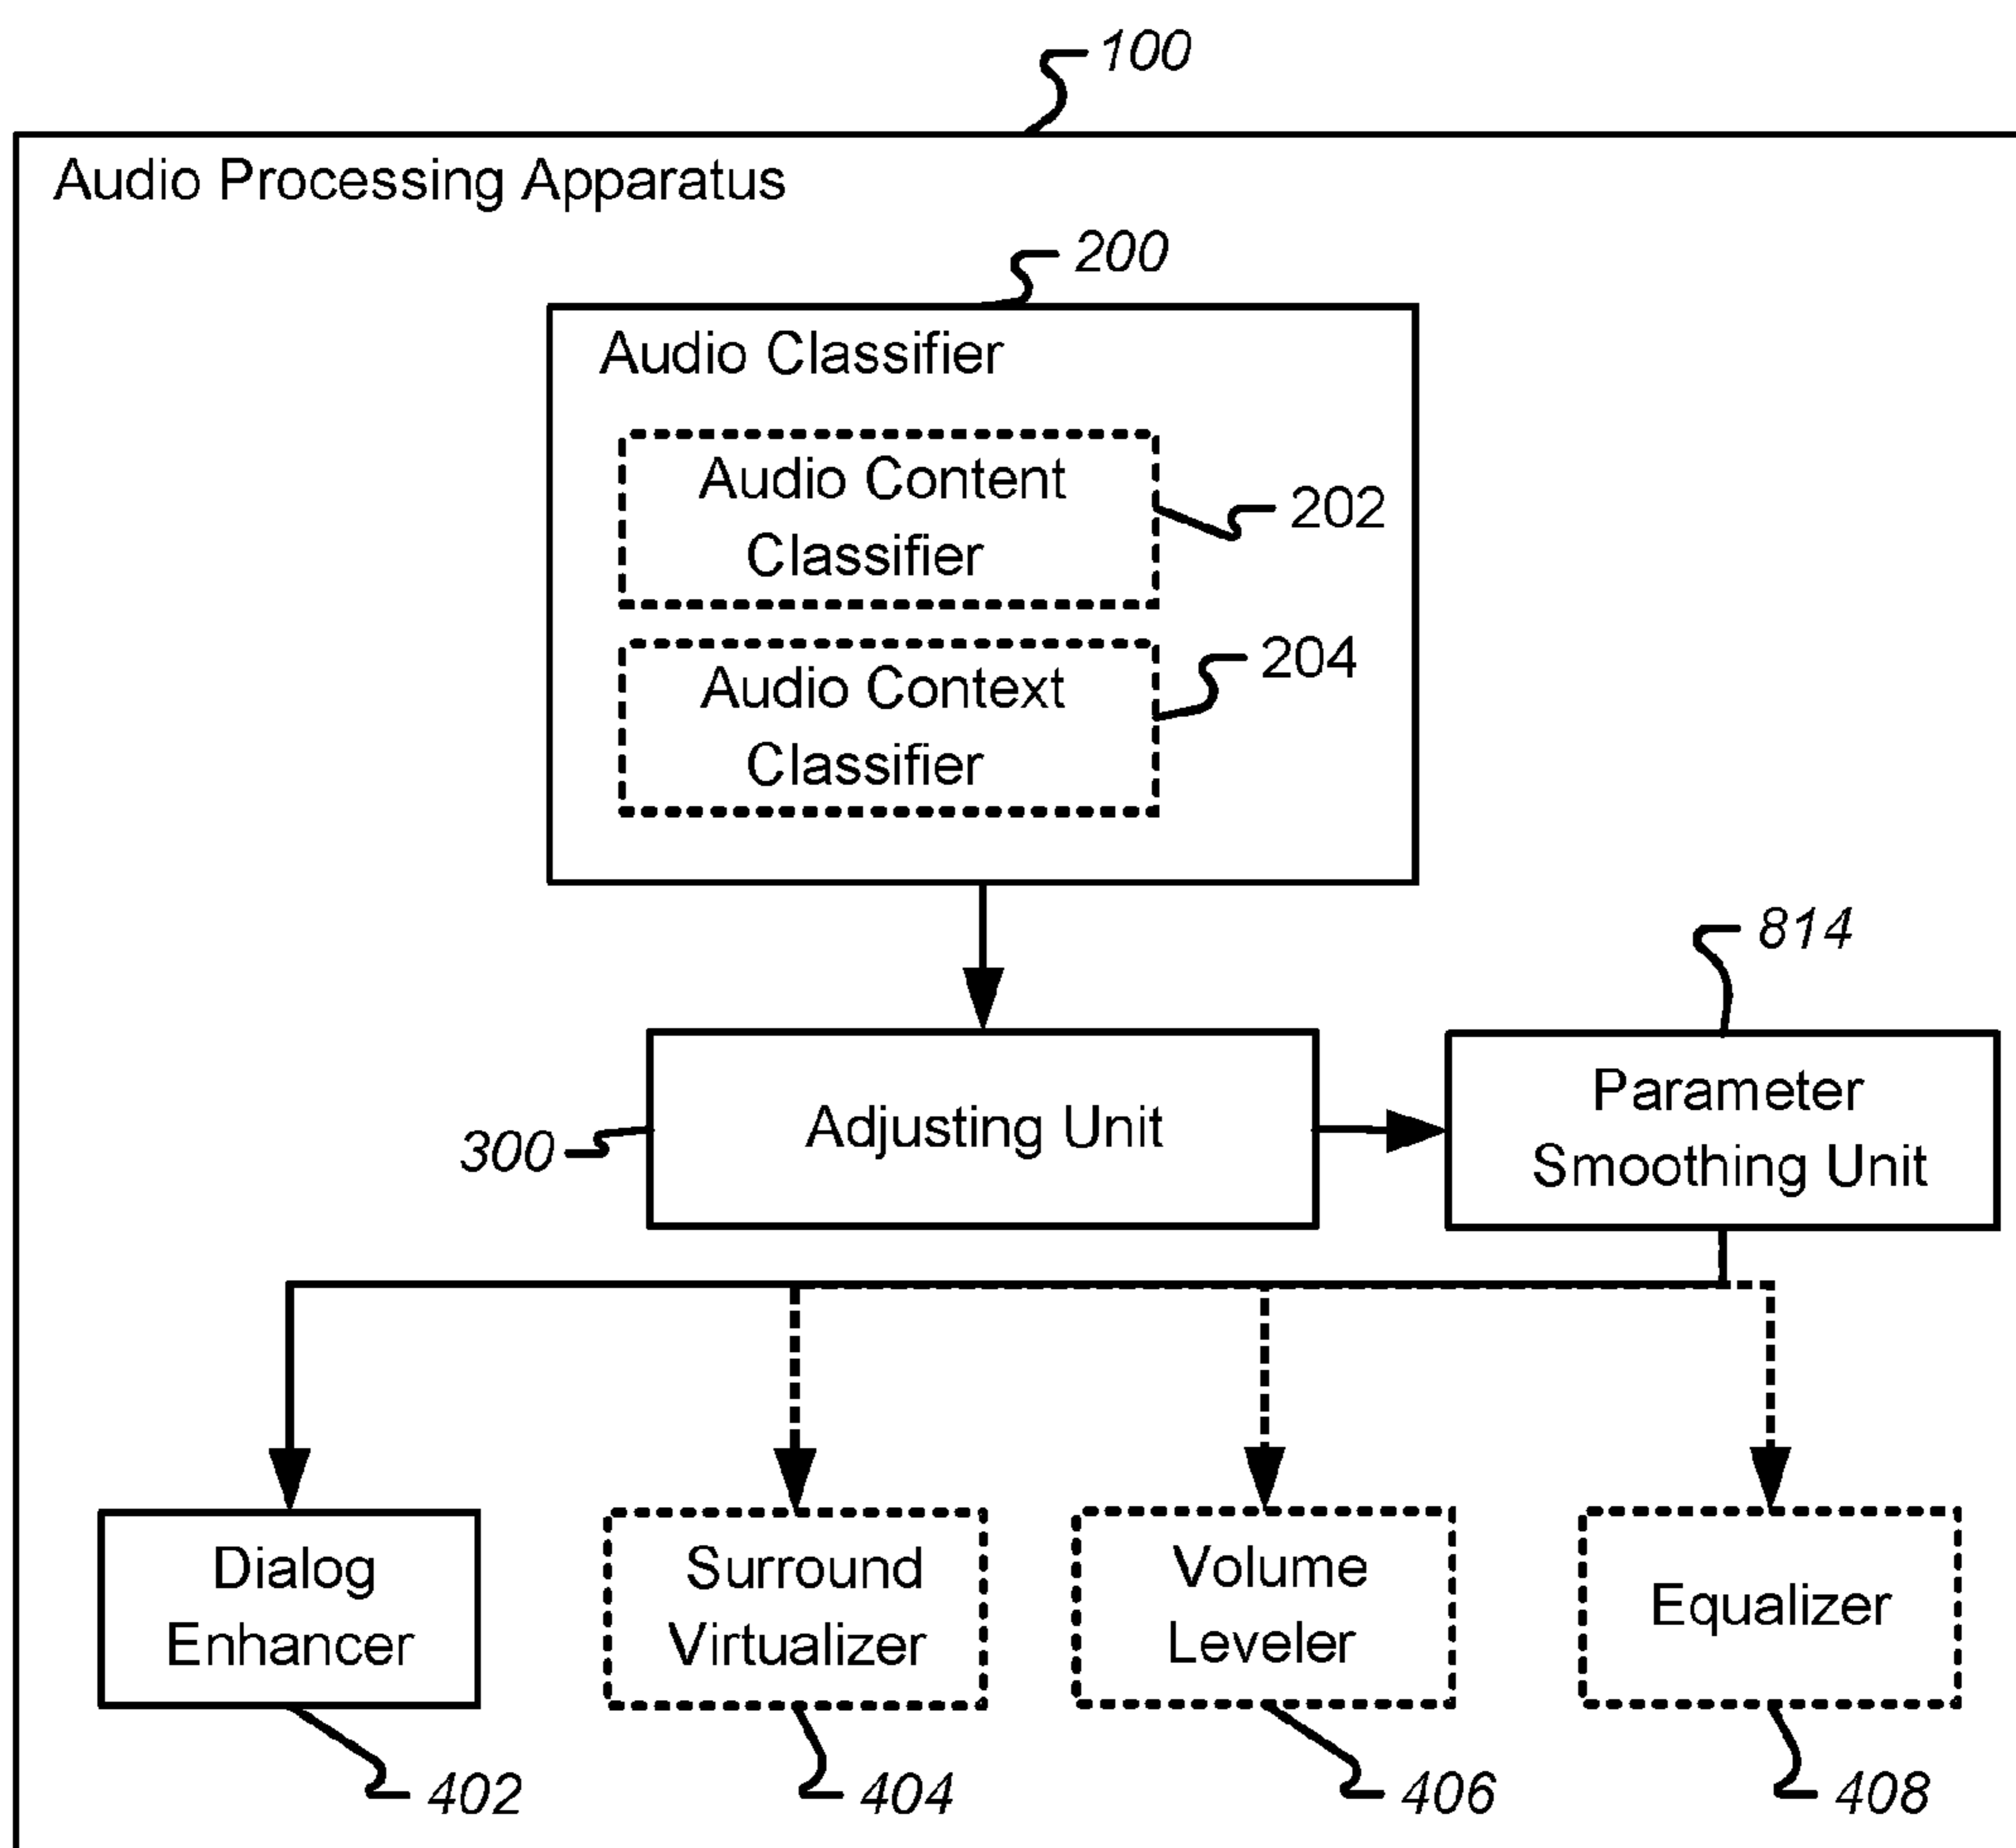 100
Audio Processing Apparatus
200
Audio Classifier
Audio Content
Classifier
202
Audio Context
Classifier
204
814
Adjusting Unit
300
Parameter
Smoothing Unit
Dialog
Enhancer
Surround
Virtualizer
Volume
Leveler
Equalizer
402
404
406
408